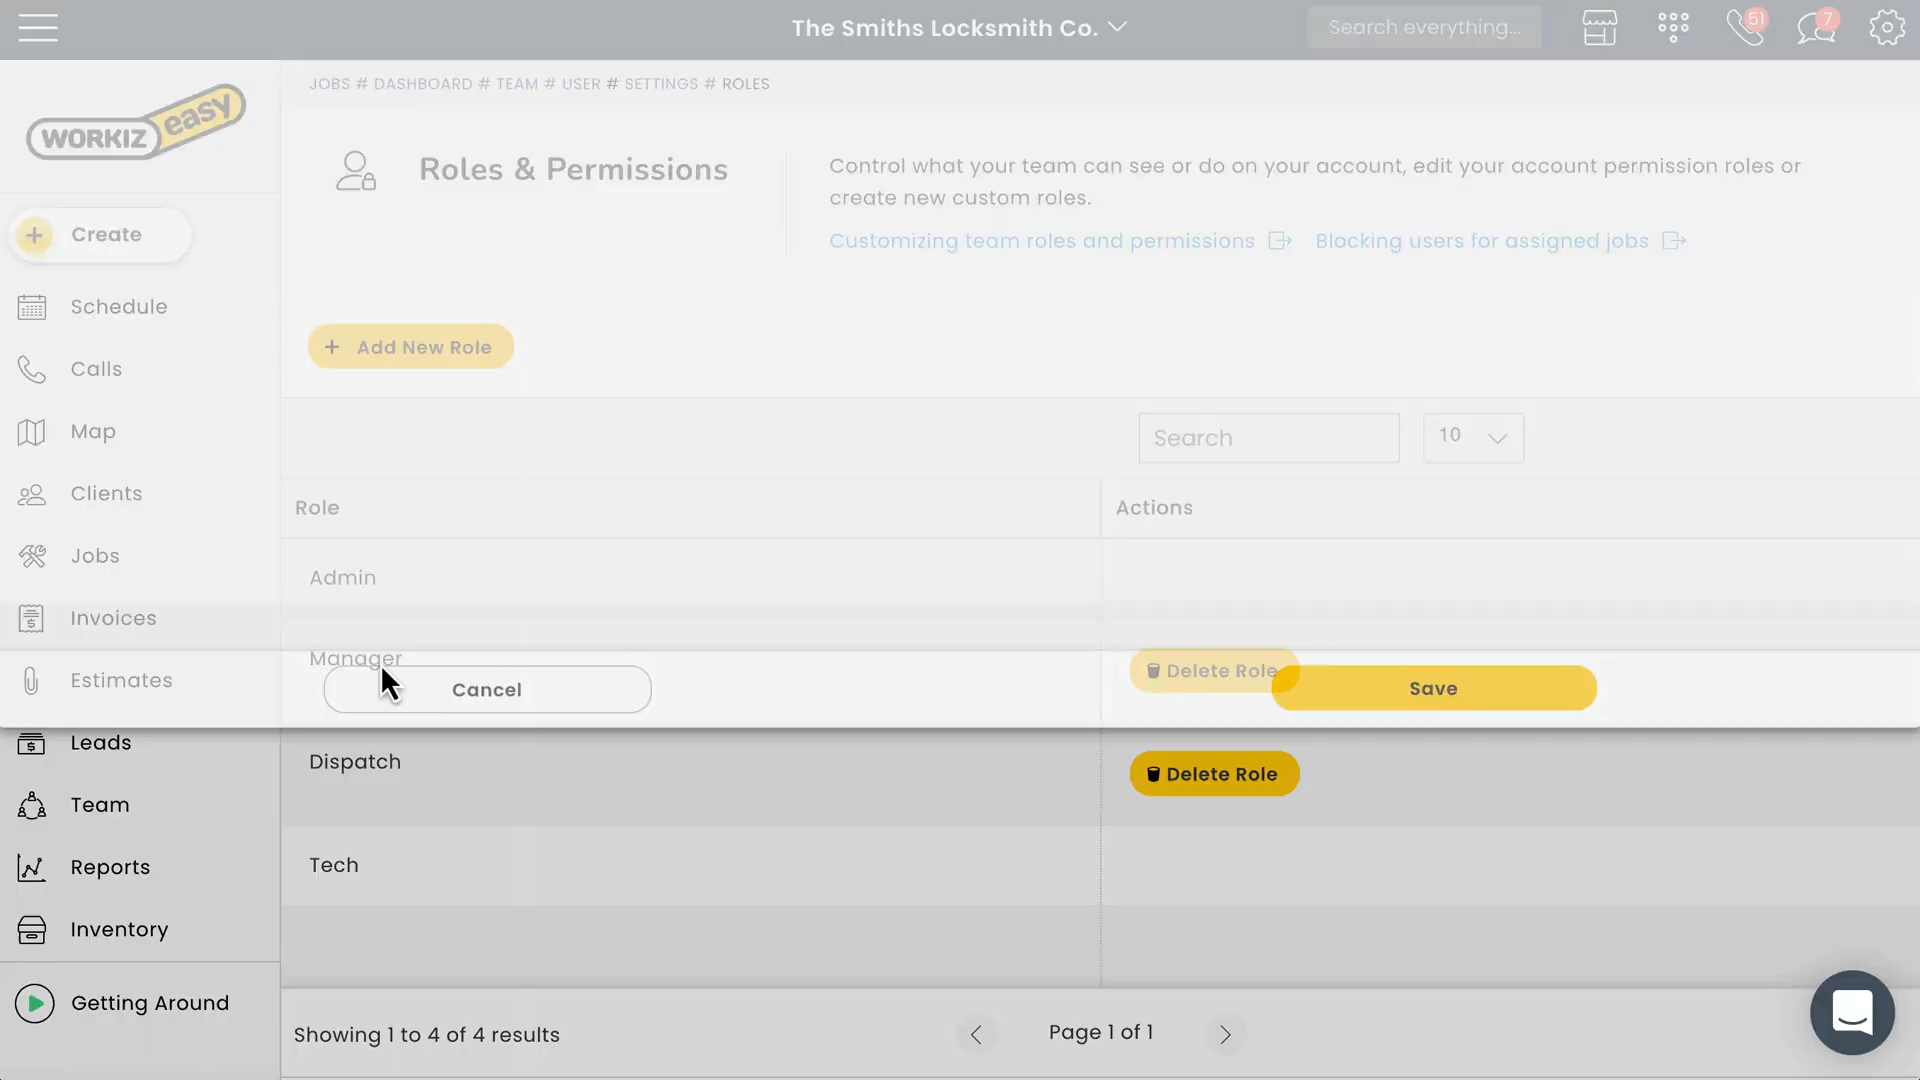 The Smiths Locksmith Co.
Search everything...
51
7
JOBS # DASHBOARD # TEAM # USER # SETTINGS # ROLES
WORKIZ easy
Roles & Permissions
Control what your team can see or do on your account, edit your account permission roles or
create new custom roles.
Customizing team roles and permissions
Blocking users for assigned jobs
+ Create
Schedule
Calls
Map
Clients
Jobs
Invoices
Estimates
Leads
Team
Reports
Inventory
Getting Around
+ Add New Role
Search
10
Role
Actions
Admin
Manager
Delete Role
Cancel
Save
Dispatch
Delete Role
Tech
Showing 1 to 4 of 4 results
Page 1 of 1